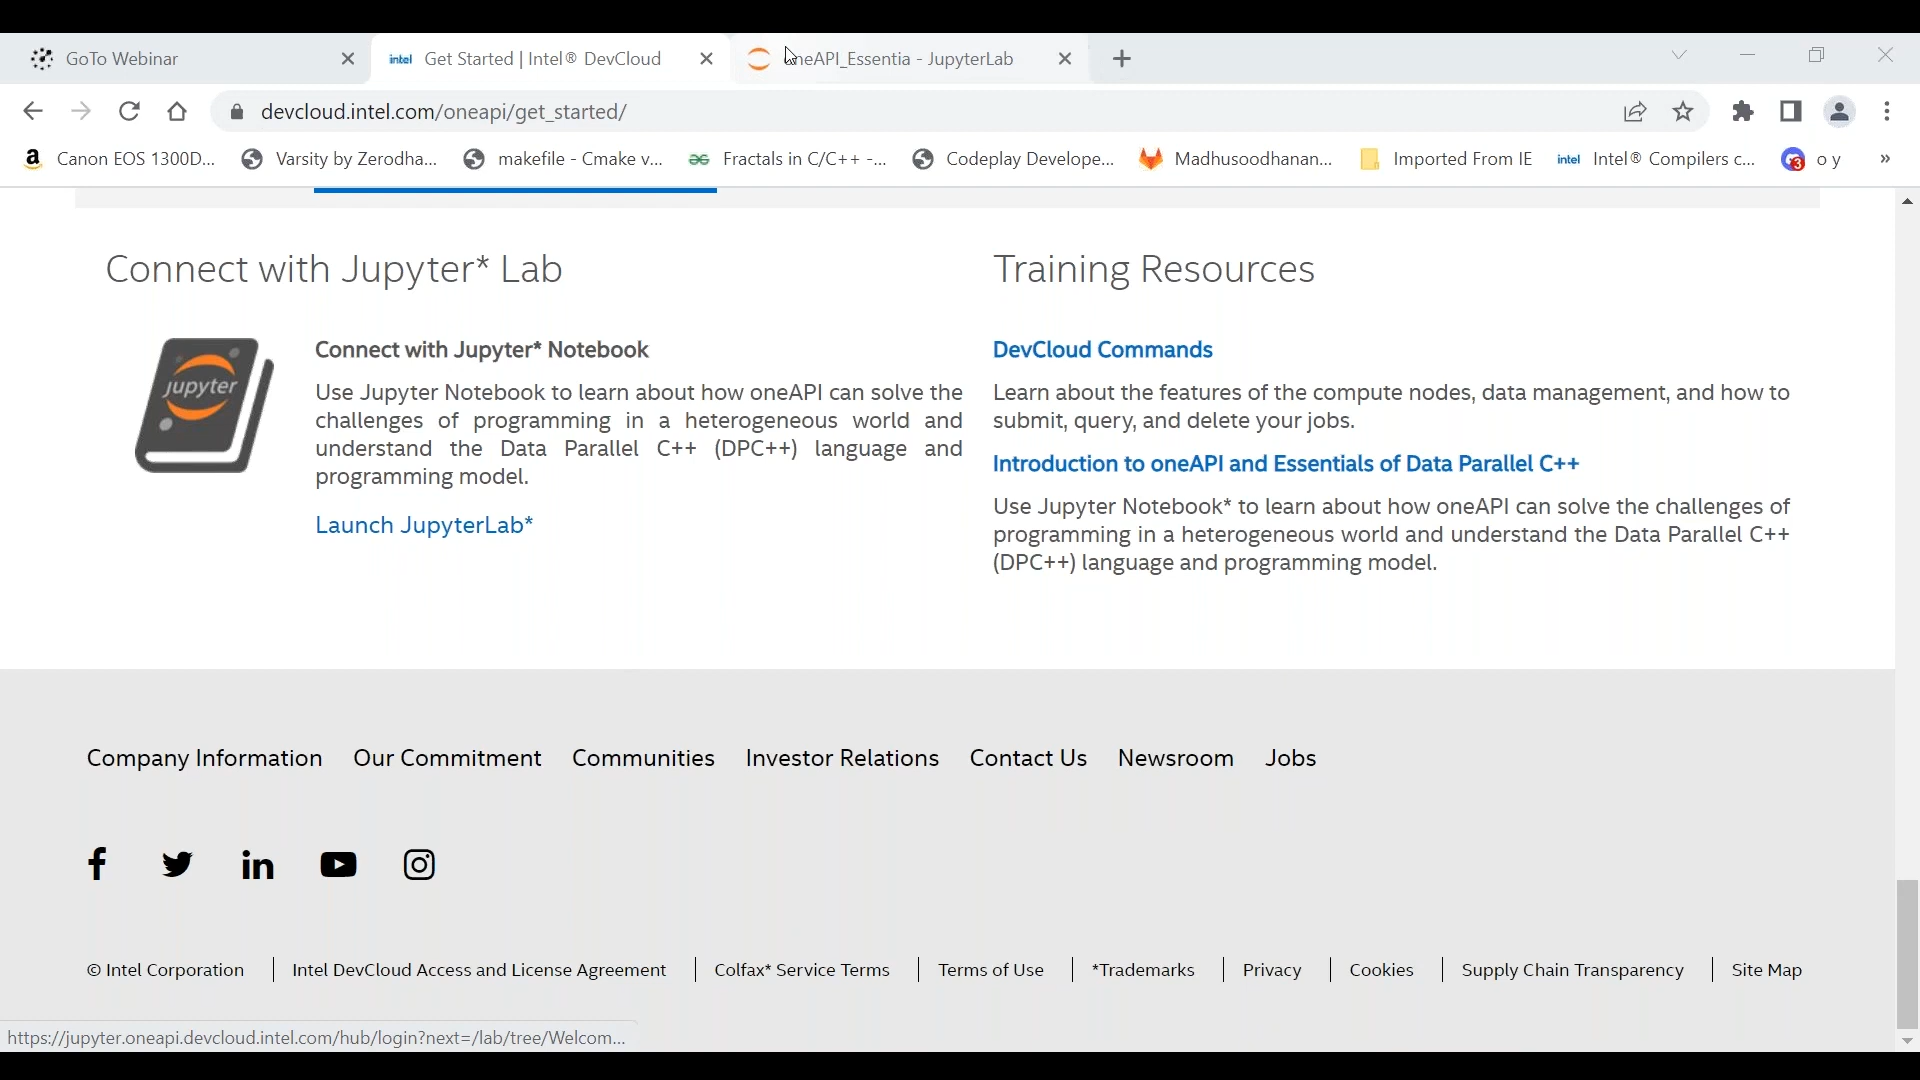 GoTo Webinar
intel Get Started | Intel® DevCloud
neAPI_Essentia - JupyterLab
devcloud.intel.com/oneapi/get_started/
Canon EOS 1300D... Varsity by Zerodha... makefile - Cmake v... Fractals in C/C++ -... Codeplay Develope... Madhusoodhanan... Imported From IE intel Intel® Compilers c... 3 o y »
Connect with Jupyter* Lab
jupyter
Connect with Jupyter* Notebook
Use Jupyter Notebook to learn about how oneAPI can solve the
challenges of programming in a heterogeneous world and
understand the Data Parallel C++ (DPC++) language and
programming model.
Launch JupyterLab*
Training Resources
DevCloud Commands
Learn about the features of the compute nodes, data management, and how to
submit, query, and delete your jobs.
Introduction to oneAPI and Essentials of Data Parallel C++
Use Jupyter Notebook* to learn about how oneAPI can solve the challenges of
programming in a heterogeneous world and understand the Data Parallel C++
(DPC++) language and programming model.
Company Information Our Commitment Communities Investor Relations Contact Us Newsroom Jobs
© Intel Corporation | Intel DevCloud Access and License Agreement | Colfax* Service Terms | Terms of Use | *Trademarks | Privacy | Cookies | Supply Chain Transparency | Site Map
https://jupyter.oneapi.devcloud.intel.com/hub/login?next=/lab/tree/Welcom...